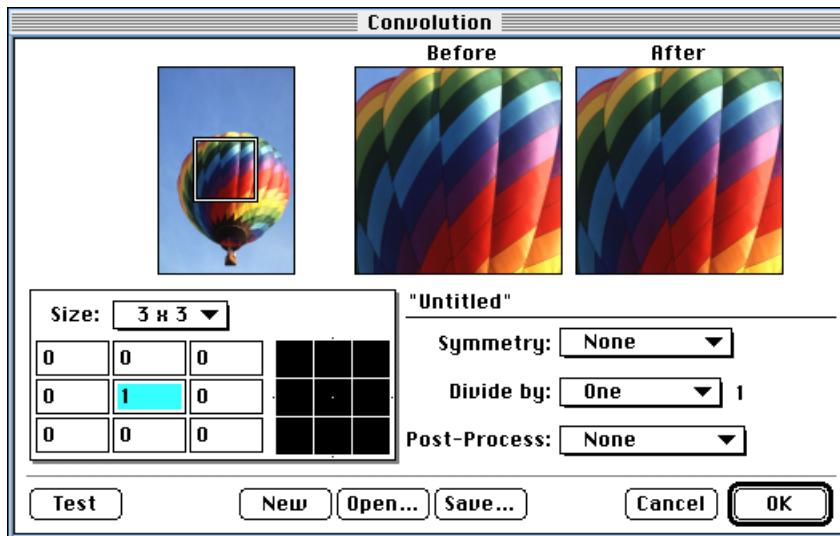 Convolution
Before After
Size: 3 x 3
"Untitled"
Symmetry: None
0 0 0
Divide by: One 1
0 1 0
Post-Process: None
0 0 0
Test New Open... Save... Cancel OK